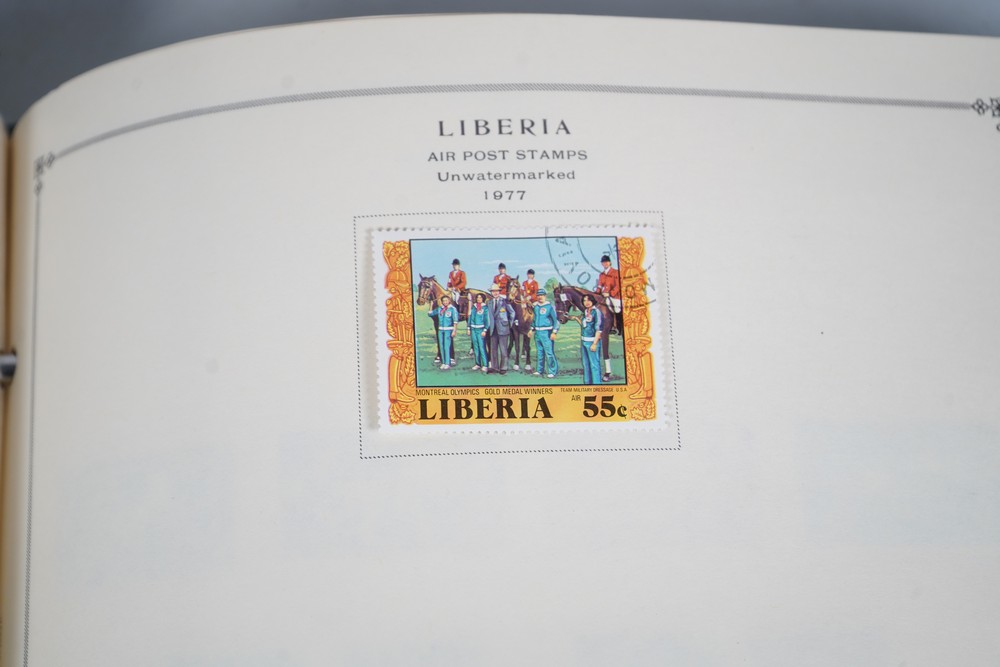 LIBERIA
AIR POST STAMPS
Unwatermarked
1977
MONTREAL OLYMPICS GOLD MEDAL WINNERS TEAM MILITARY DRESSAGE U.S.A
LIBERIA AIR 55c